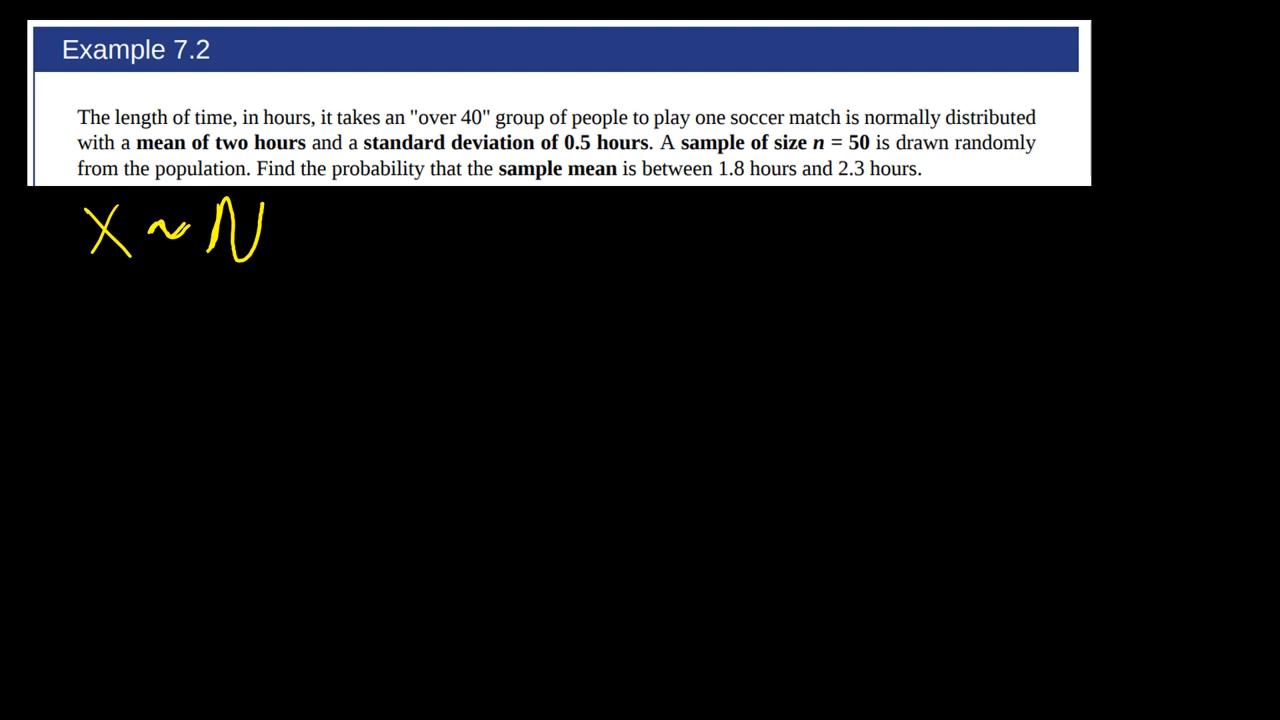 Example 7.2
The length of time, in hours, it takes an "over 40" group of people to play one soccer match is normally distributed
with a mean of two hours and a standard deviation of 0.5 hours. A sample of size n = 50 is drawn randomly
from the population. Find the probability that the sample mean is between 1.8 hours and 2.3 hours.
X ~ N